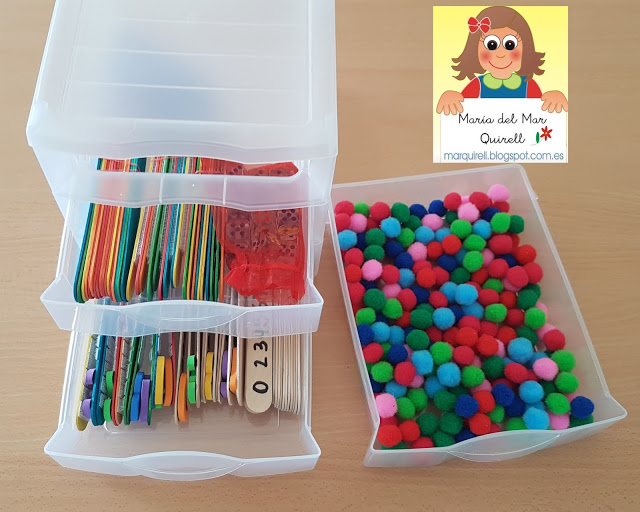 María del Mar
Quirell
marquirell.blogspot.com.es
0 2 3